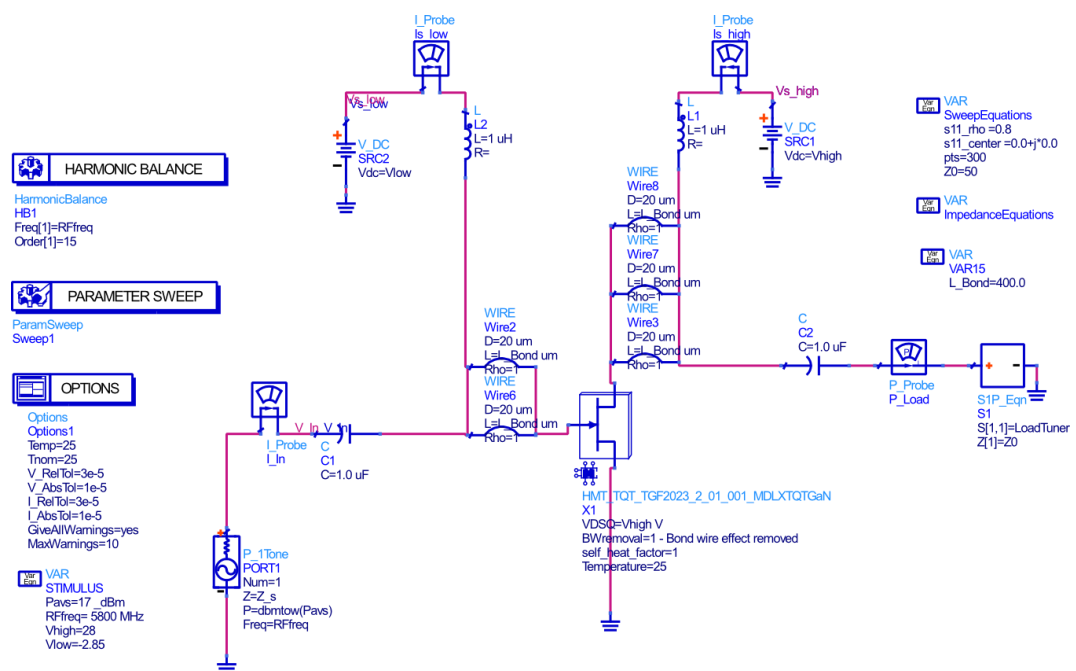 I_Probe
Is_low
Vs_low
Vs_low
V_DC
SRC2
Vdc=Vlow
L
L2
L=1 uH
R=
I_Probe
Is_high
Vs_high
L
L1
L=1 uH
R=
V_DC
SRC1
Vdc=Vhigh
Var
Eqn
VAR
SweepEquations
s11_rho =0.8
s11_center =0.0+j*0.0
pts=300
Z0=50
Var
Eqn
VAR
ImpedanceEquations
Var
Eqn
VAR
VAR15
L_Bond=400.0
HARMONIC BALANCE
HarmonicBalance
HB1
Freq[1]=RFfreq
Order[1]=15
PARAMETER SWEEP
ParamSweep
Sweep1
OPTIONS
Options
Options1
Temp=25
Tnom=25
V_RelTol=3e-5
V_AbsTol=1e-5
I_RelTol=3e-5
I_AbsTol=1e-5
GiveAllWarnings=yes
MaxWarnings=10
Var
Eqn
VAR
STIMULUS
Pavs=17 _dBm
RFfreq= 5800 MHz
Vhigh=28
Vlow=-2.85
WIRE
Wire8
D=20 um
L=L_Bond um
Rho=1
WIRE
Wire7
D=20 um
L=L_Bond um
Rho=1
WIRE
Wire3
D=20 um
L=L_Bond um
Rho=1
WIRE
Wire2
D=20 um
L=L_Bond um
Rho=1
WIRE
Wire6
D=20 um
L=L_Bond um
Rho=1
I_Probe
I_In
V_In
V_In
C
C1
C=1.0 uF
P_1Tone
PORT1
Num=1
Z=Z_s
P=dbmtow(Pavs)
Freq=RFfreq
C
C2
C=1.0 uF
P
P_Probe
P_Load
S1P_Eqn
S1
S[1,1]=LoadTuner
Z[1]=Z0
HMT_TQT_TGF2023_2_01_001_MDLXTQTGaN
X1
VDSQ=Vhigh V
BWremoval=1 - Bond wire effect removed
self_heat_factor=1
Temperature=25